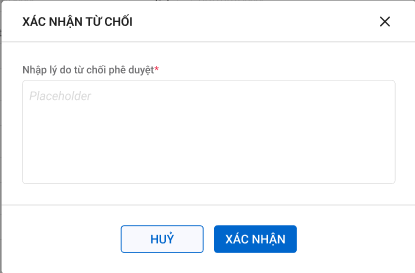 XÁC NHẬN TỪ CHỐI
Nhập lý do từ chối phê duyệt*
Placeholder
HUỶ
XÁC NHẬN